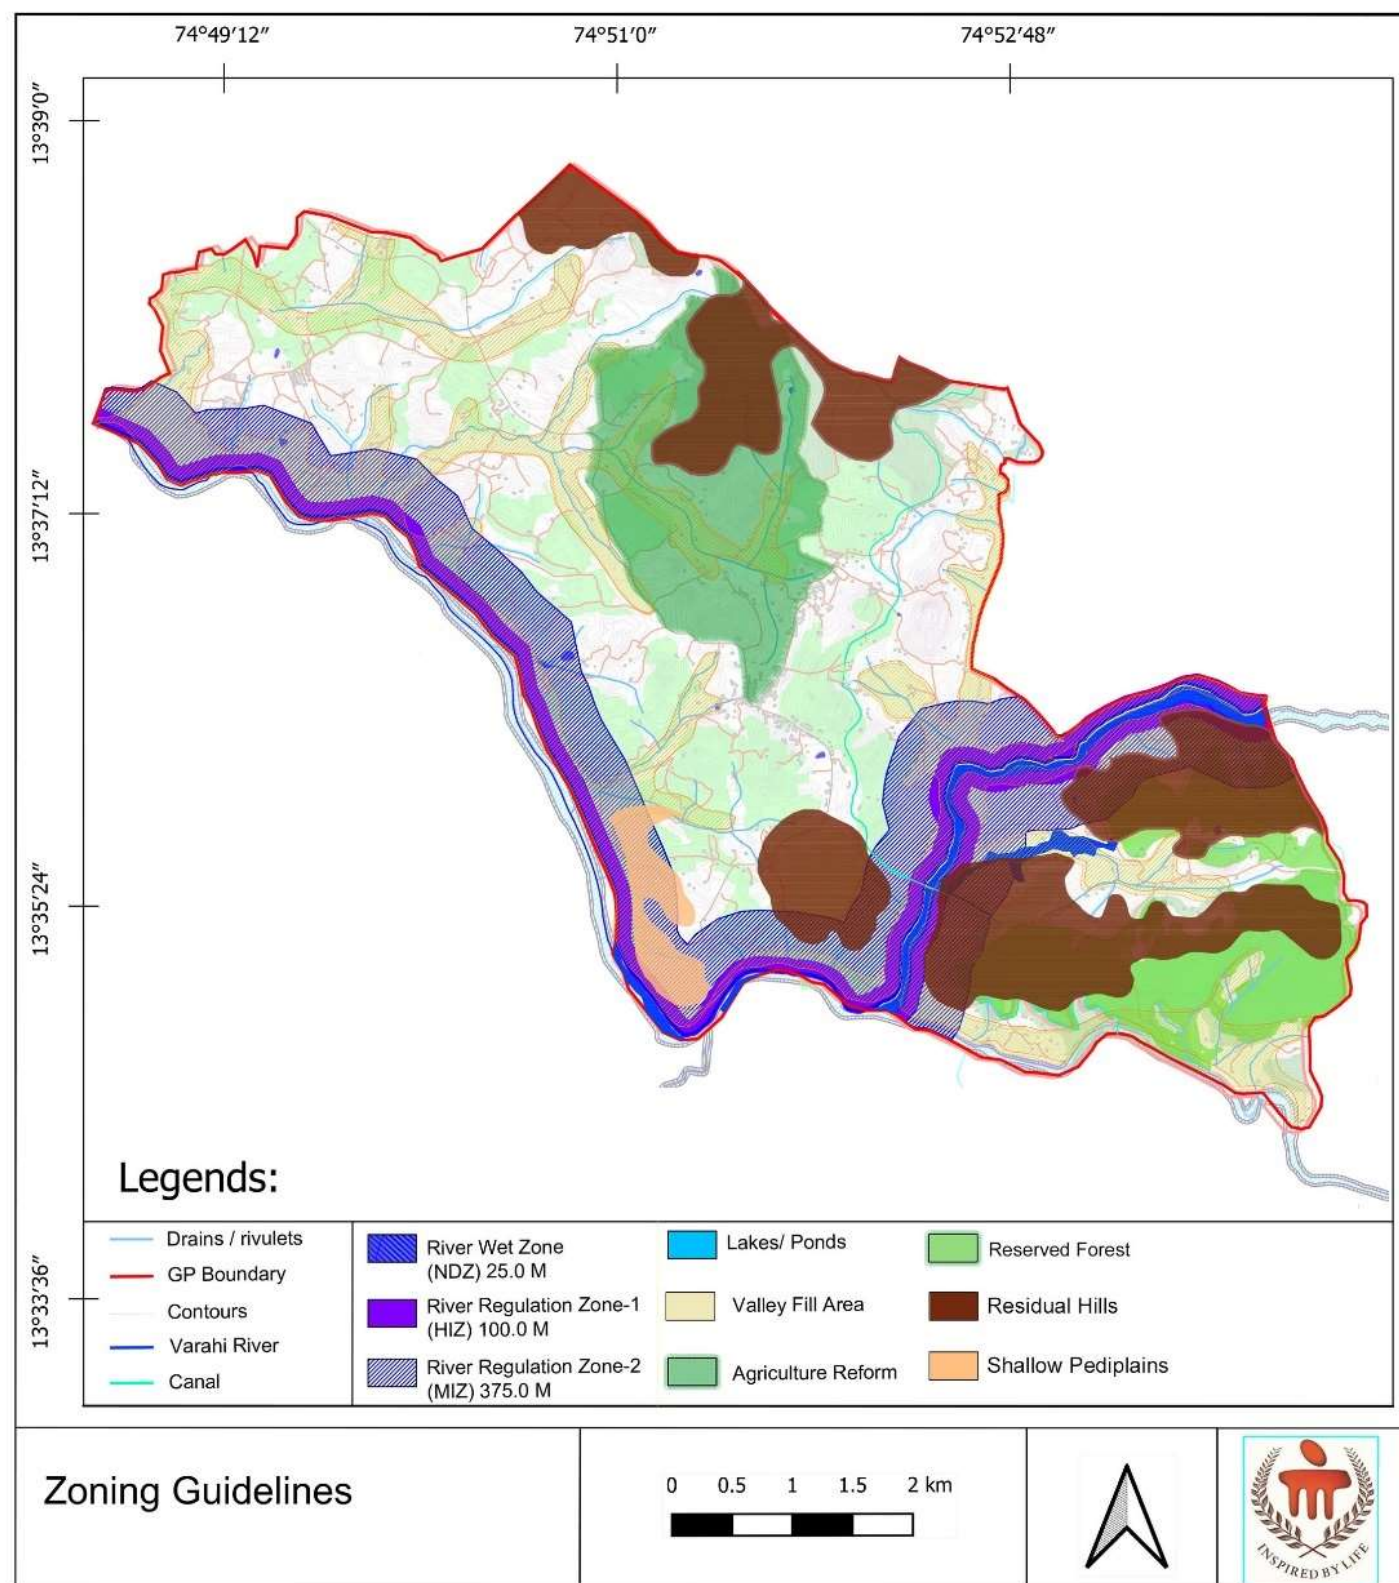 74°49′12″
74°51′0″
74°52′48″
13°39′0″
13°37′12″
13°35′24″
13°33′36″
Legends:
Drains / rivulets
GP Boundary
Contours
Varahi River
Canal
River Wet Zone
(NDZ) 25.0 M
River Regulation Zone-1
(HIZ) 100.0 M
River Regulation Zone-2
(MIZ) 375.0 M
Lakes/ Ponds
Valley Fill Area
Agriculture Reform
Reserved Forest
Residual Hills
Shallow Pediplains
Zoning Guidelines
0 0.5 1 1.5 2 km
INSPIRED BY LIFE